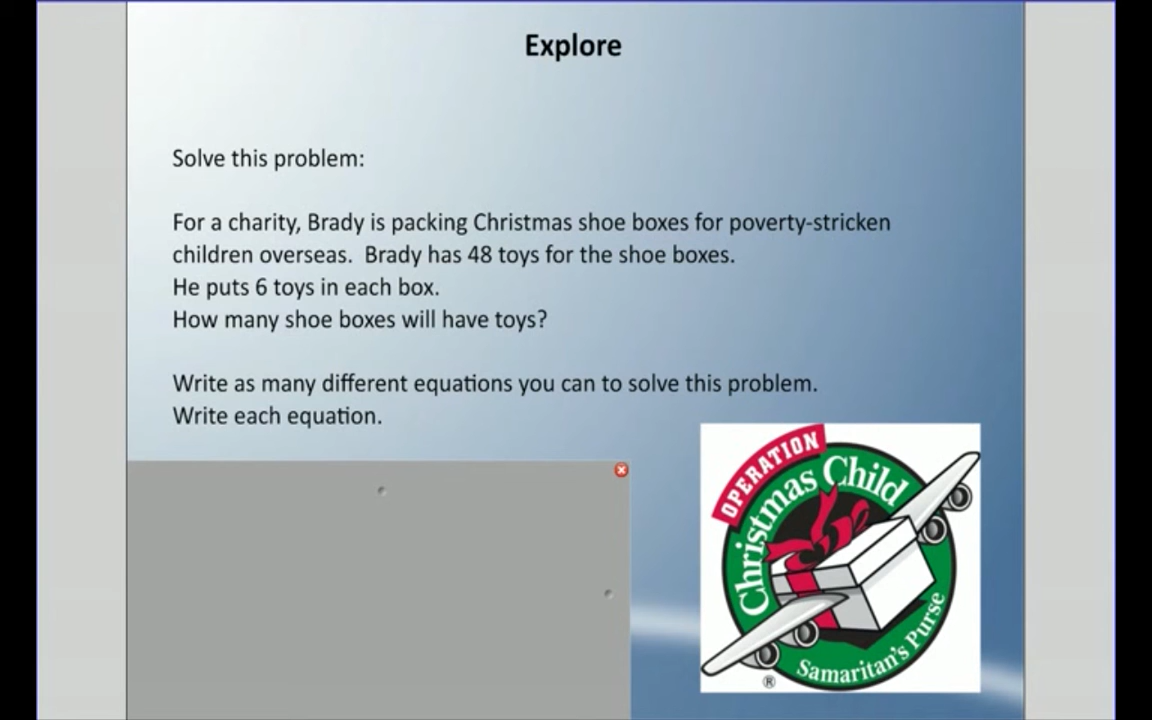 Explore
Solve this problem:
For a charity, Brady is packing Christmas shoe boxes for poverty-stricken
children overseas.  Brady has 48 toys for the shoe boxes.
He puts 6 toys in each box.
How many shoe boxes will have toys?
Write as many different equations you can to solve this problem.
Write each equation.
OPERATION
Christmas Child
Samaritan's Purse
®